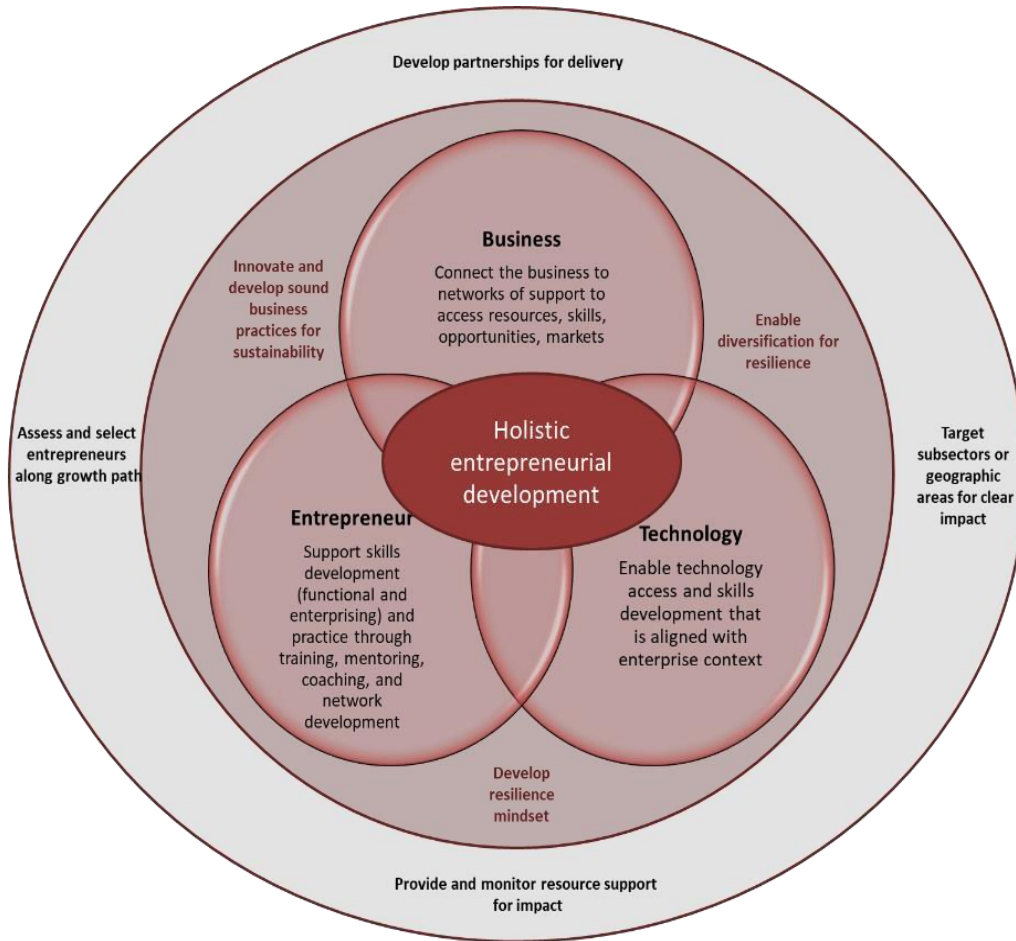 Develop partnerships for delivery
Business
Connect the business to
networks of support to
access resources, skills,
opportunities, markets
Innovate and
develop sound
business
practices for
sustainability
Enable
diversification for
resilience
Assess and select
entrepreneurs
along growth path
Holistic
entrepreneurial
development
Target
subsectors or
geographic
areas for clear
impact
Entrepreneur
Support skills
development
(functional and
enterprising) and
practice through
training, mentoring,
coaching, and
network
development
Technology
Enable technology
access and skills
development that
is aligned with
enterprise context
Develop
resilience
mindset
Provide and monitor resource support
for impact